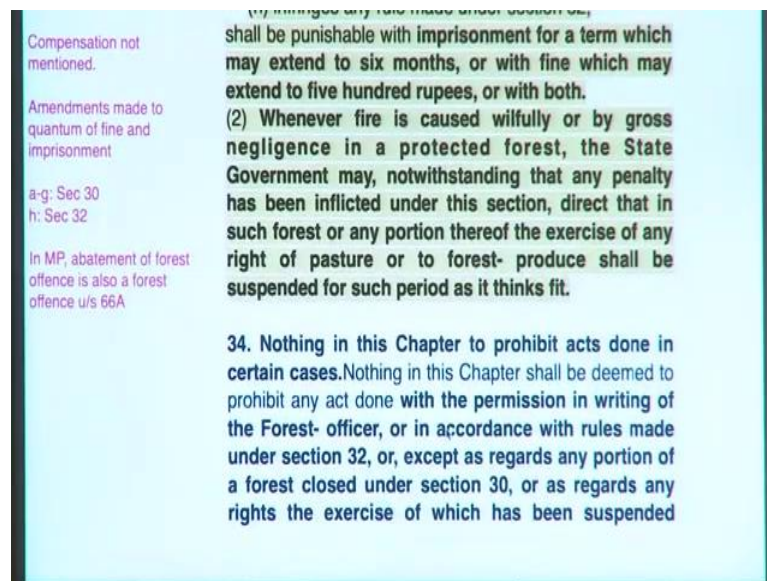 Compensation not
mentioned.
Amendments made to
quantum of fine and
imprisonment
a-g: Sec 30
h: Sec 32
In MP, abatement of forest
offence is also a forest
offence u/s 66A
(h) infringes any rule made under section 32,
shall be punishable with imprisonment for a term which
may extend to six months, or with fine which may
extend to five hundred rupees, or with both.
(2) Whenever fire is caused wilfully or by gross
negligence in a protected forest, the State
Government may, notwithstanding that any penalty
has been inflicted under this section, direct that in
such forest or any portion thereof the exercise of any
right of pasture or to forest- produce shall be
suspended for such period as it thinks fit.
34. Nothing in this Chapter to prohibit acts done in
certain cases.Nothing in this Chapter shall be deemed to
prohibit any act done with the permission in writing of
the Forest- officer, or in accordance with rules made
under section 32, or, except as regards any portion of
a forest closed under section 30, or as regards any
rights the exercise of which has been suspended